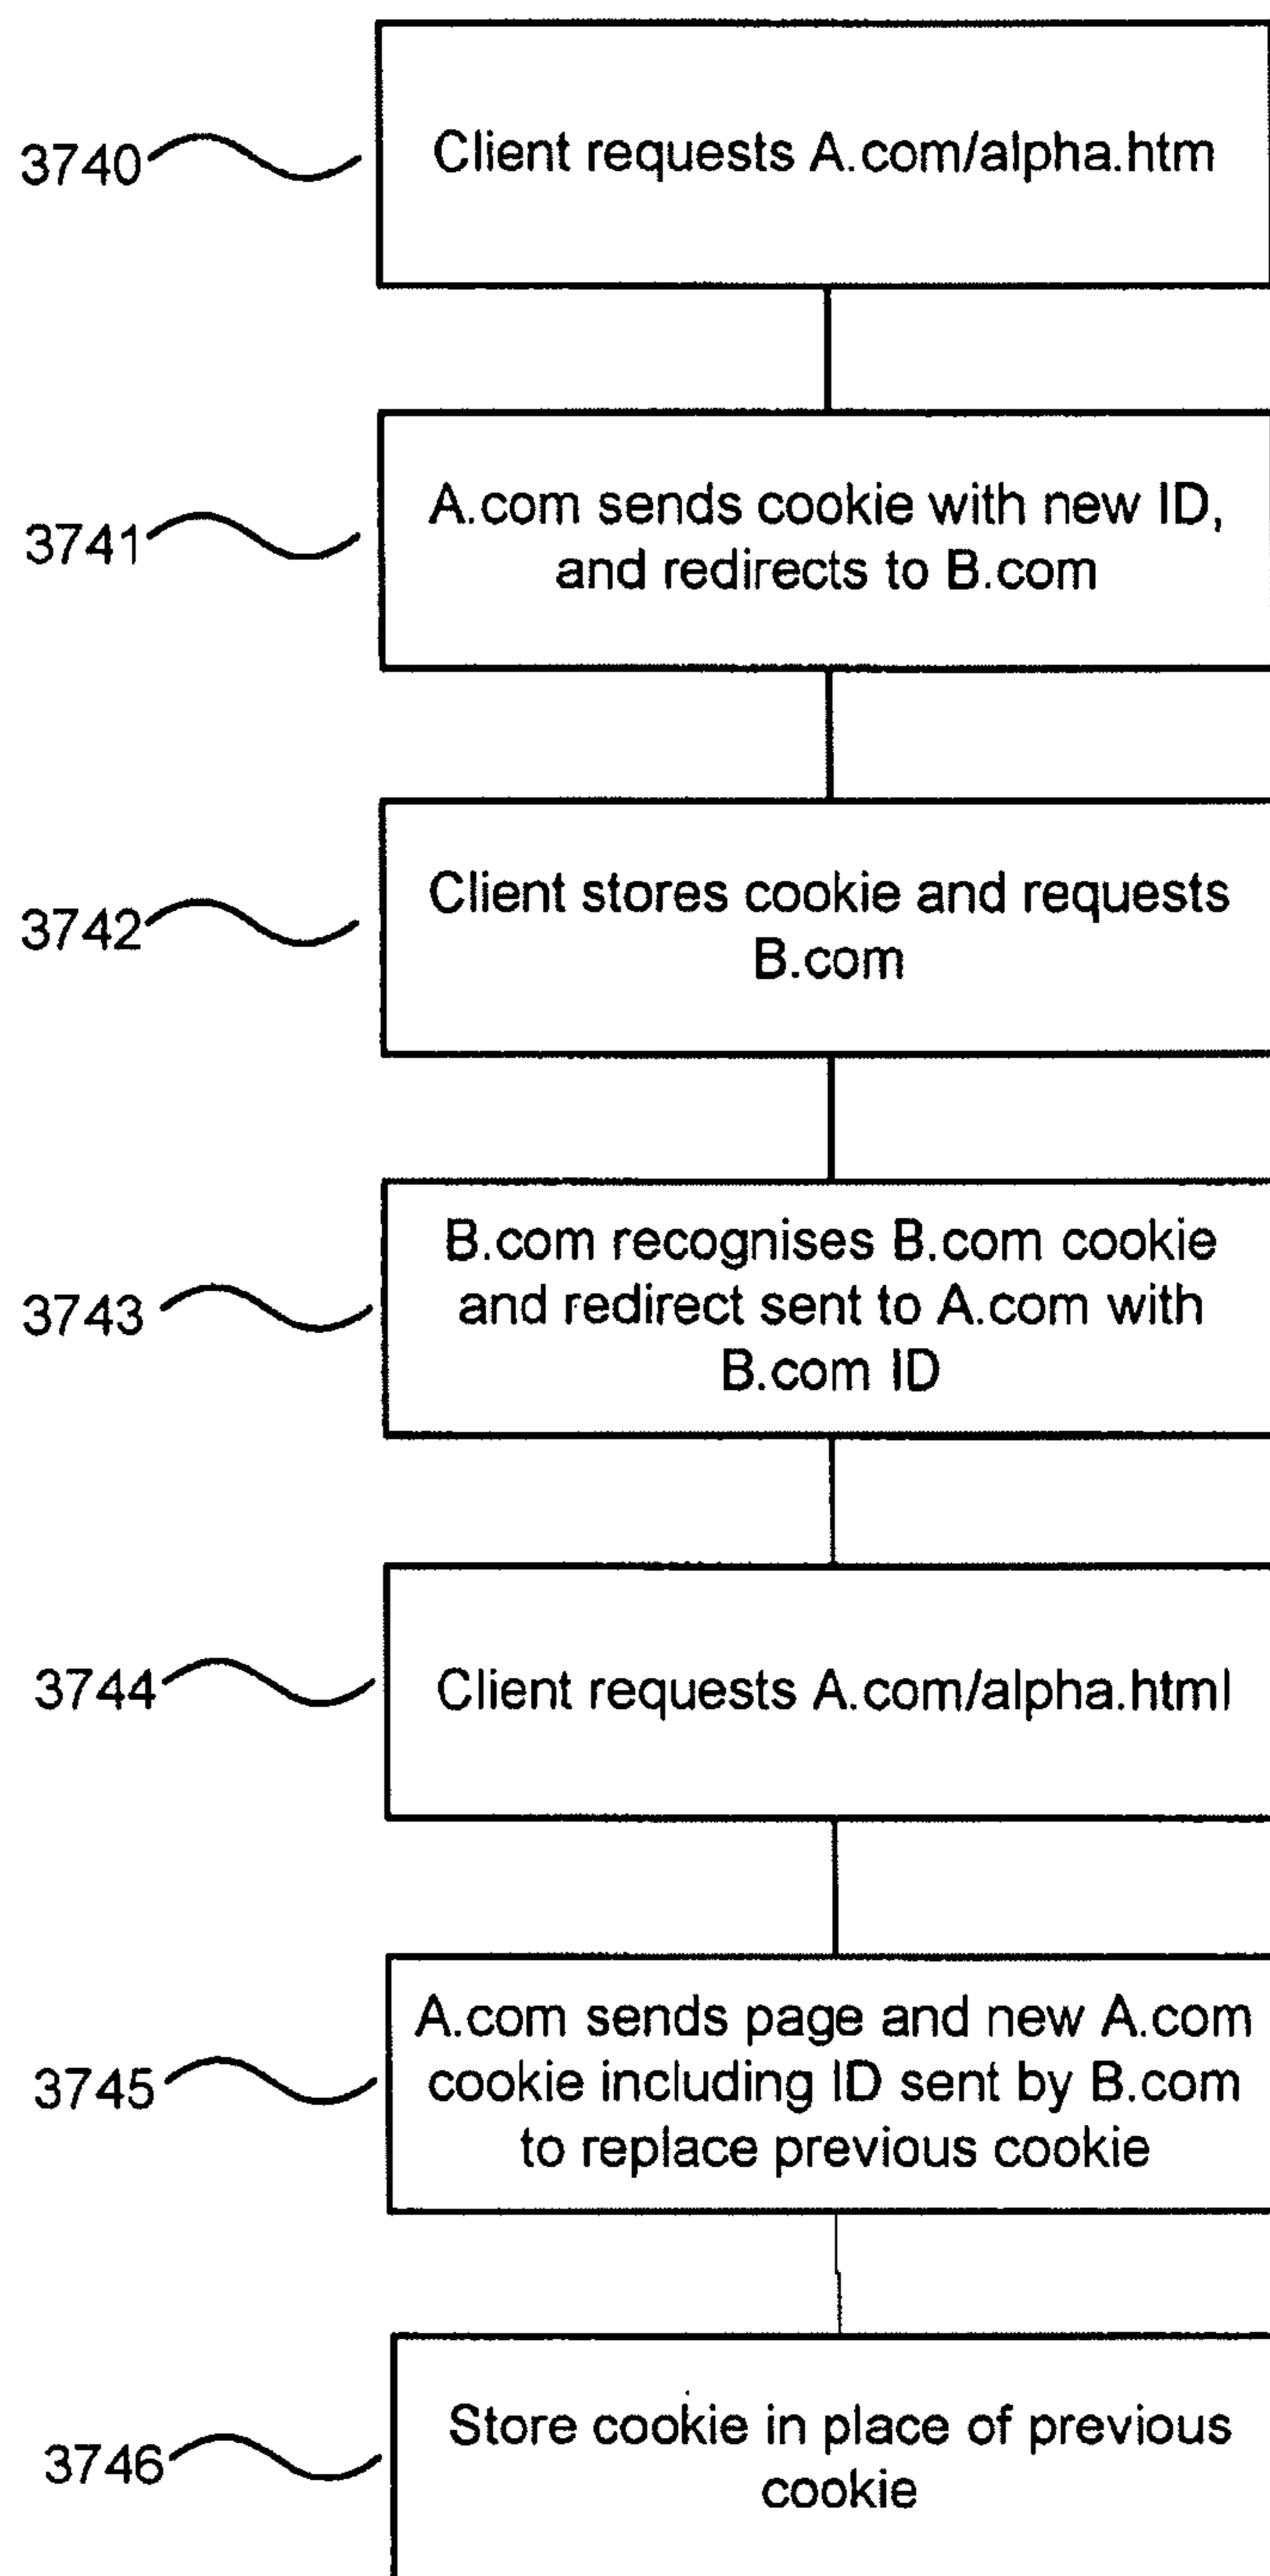 3740
Client requests A.com/alpha.htm
3741
A.com sends cookie with new ID,
and redirects to B.com
3742
Client stores cookie and requests
B.com
3743
B.com recognises B.com cookie
and redirect sent to A.com with
B.com ID
3744
Client requests A.com/alpha.html
3745
A.com sends page and new A.com
cookie including ID sent by B.com
to replace previous cookie
3746
Store cookie in place of previous
cookie